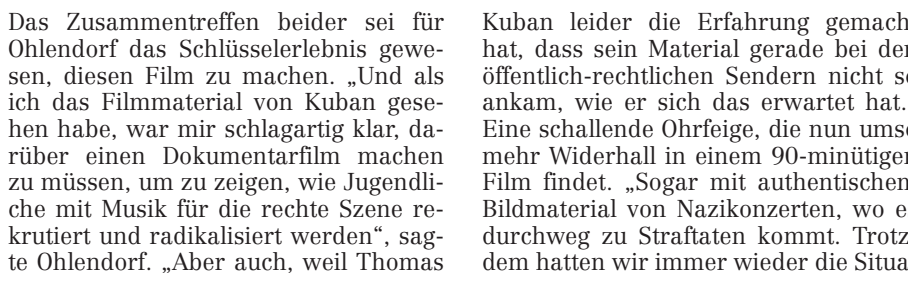 Das Zusammentreffen beider sei für
Ohlendorf das Schlüsselerlebnis gewe-
sen, diesen Film zu machen. „Und als
ich das Filmmaterial von Kuban gese-
hen habe, war mir schlagartig klar, da-
rüber einen Dokumentarfilm machen
zu müssen, um zu zeigen, wie Jugendli-
che mit Musik für die rechte Szene re-
krutiert und radikalisiert werden“, sag-
te Ohlendorf. „Aber auch, weil Thomas
Kuban leider die Erfahrung gemach
hat, dass sein Material gerade bei
öffentlich-rechtlichen Sendern nicht
ankam, wie er sich das erwartet hat.
Eine schallende Ohrfeige, die nun
mehr Widerhall in einem
Film findet. „Sogar mit authentischen
Bildmaterial von Nazikonzerten, wo
durchweg zu Straftaten kommt. Trotz
dem hatten wir immer wieder die Situa